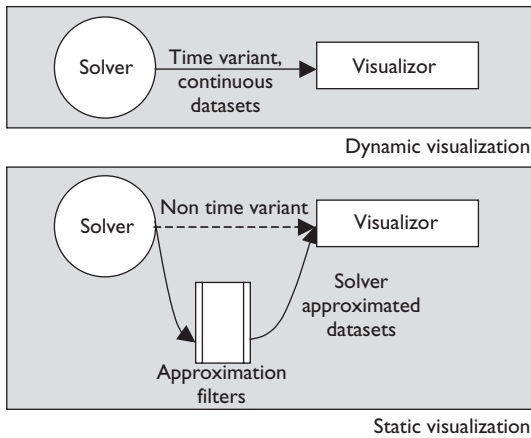 Solver
Time variant,
continuous
datasets
Visualizor
Dynamic visualization
Solver
Non time variant
Visualizor
Solver
approximated
datasets
Approximation
filters
Static visualization